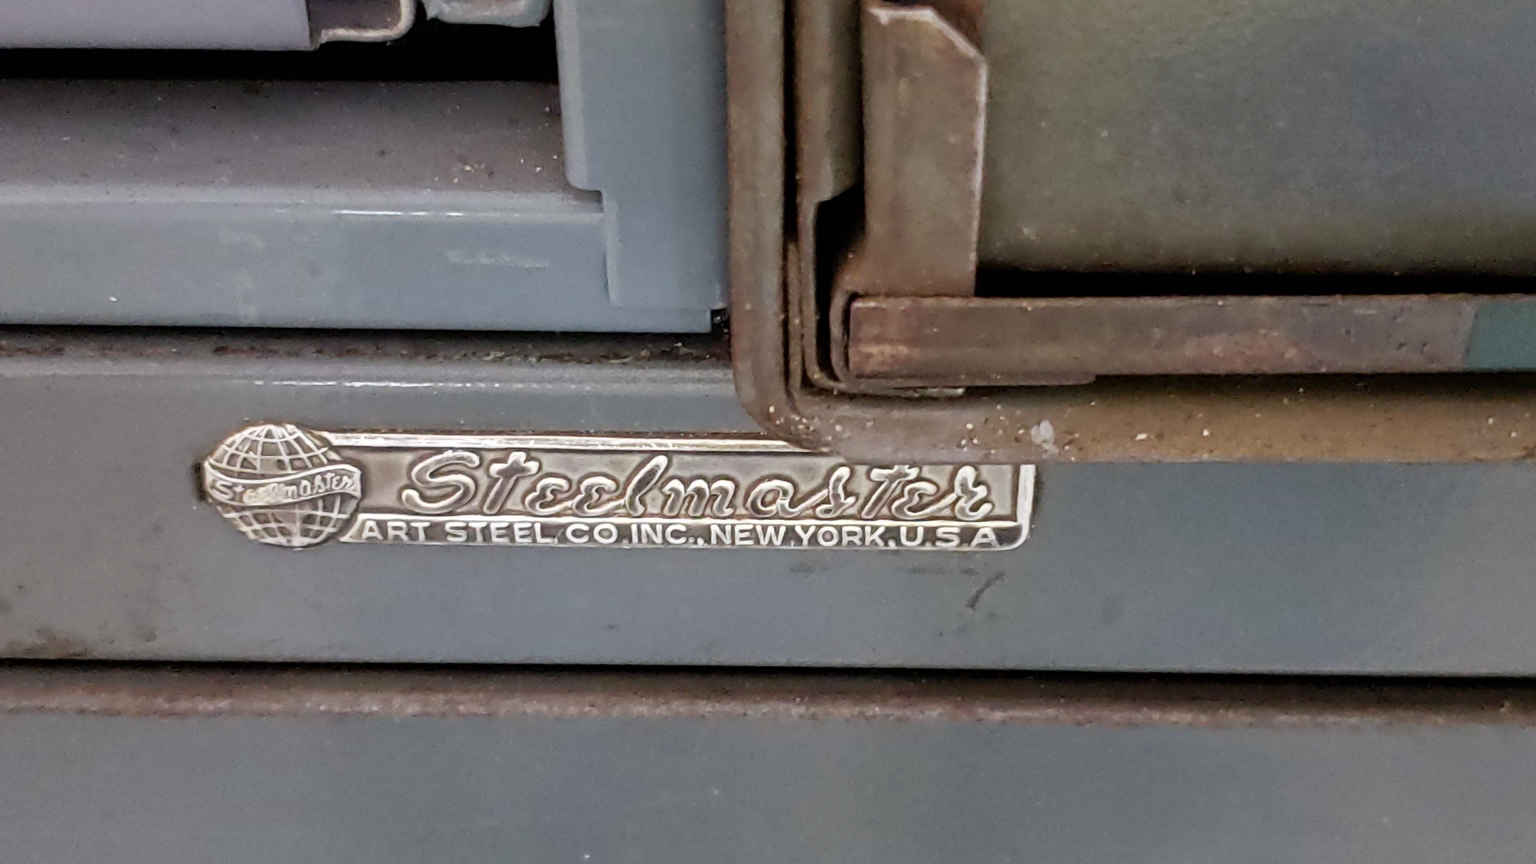 Steelmaster
Steelmaster
ART STEEL CO. INC., NEW YORK, U.S.A